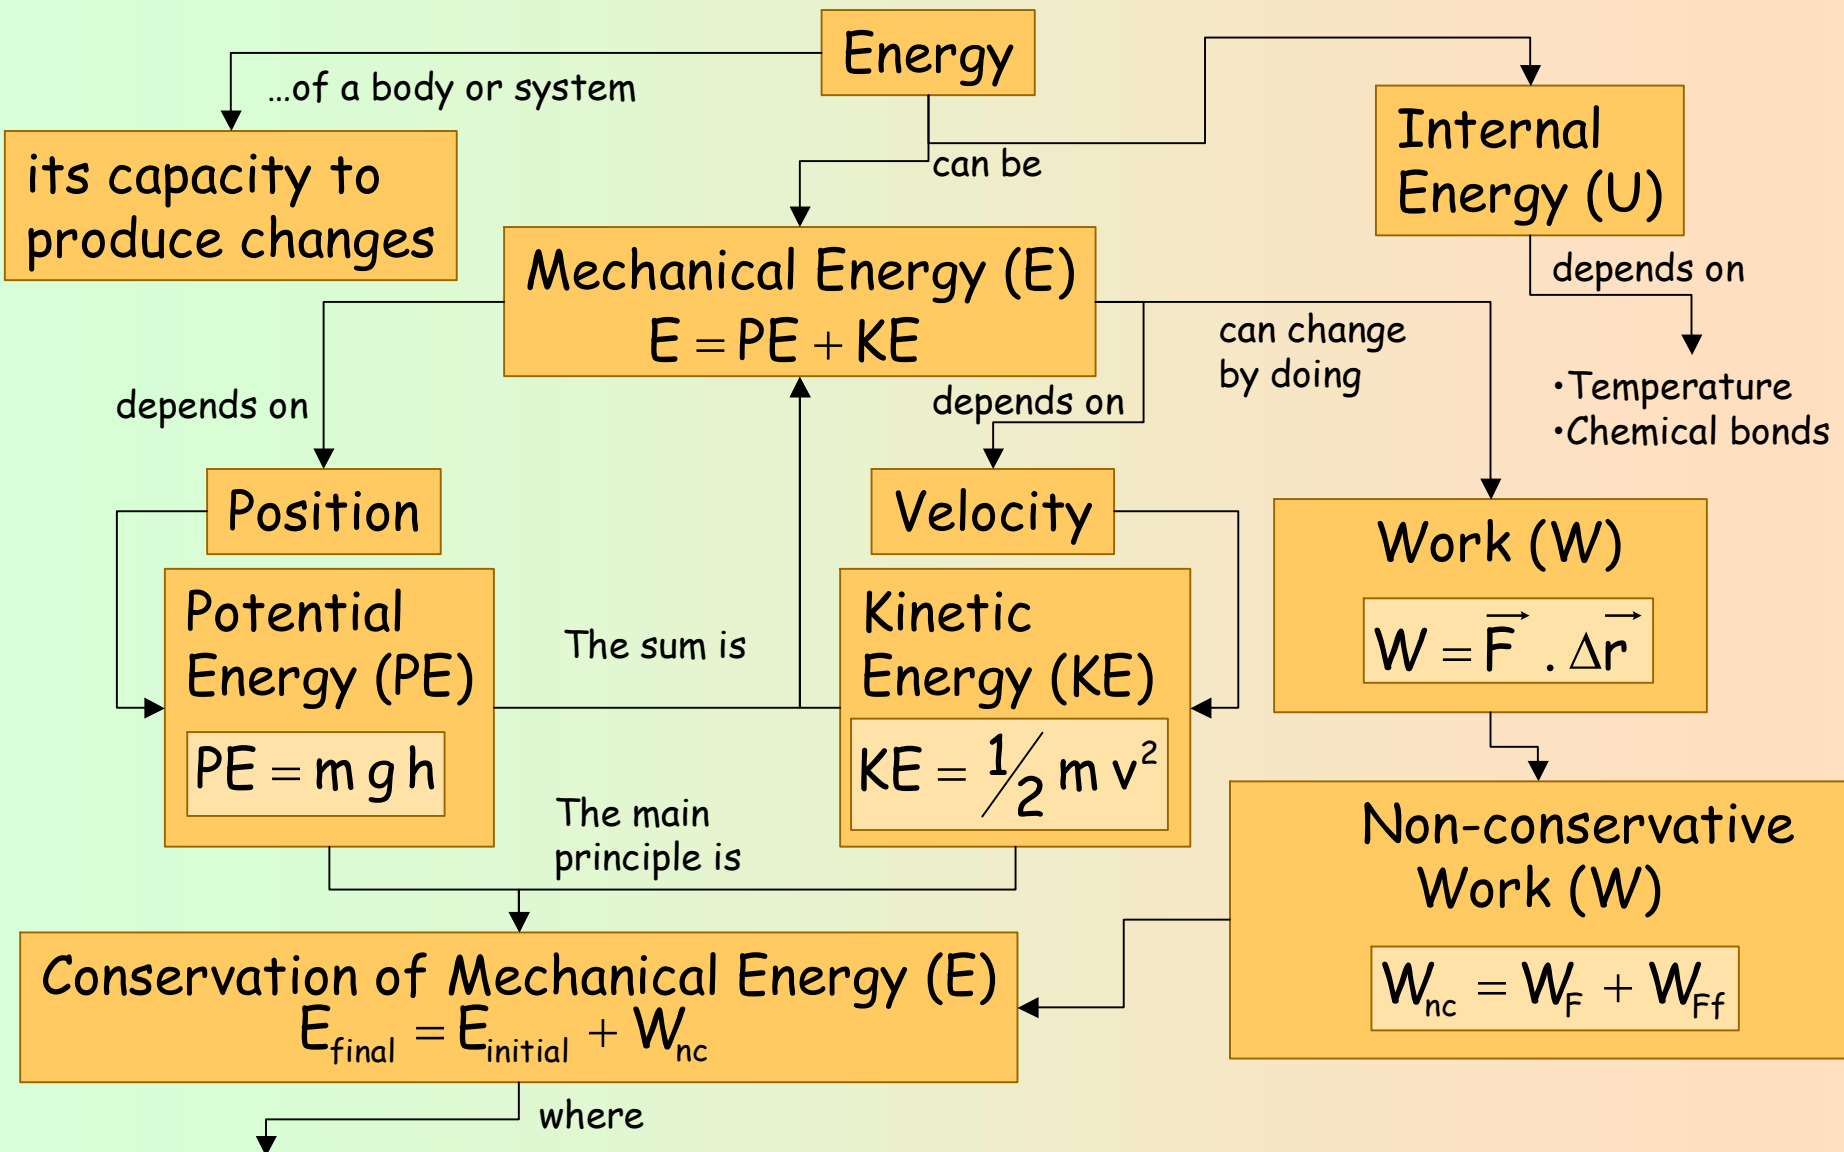 Energy
...of a body or system
its capacity to
produce changes
can be
Internal
Energy (U)
depends on
•Temperature
•Chemical bonds
Mechanical Energy (E)
E = PE + KE
depends on
depends on
can change
by doing
Position
Velocity
Potential
Energy (PE)
PE = m g h
The sum is
Kinetic
Energy (KE)
KE = 1/2 m v²
Work (W)
W = F⃗ . Δr⃗
The main
principle is
Non-conservative
Work (W)
Wnc = WF + WFf
Conservation of Mechanical Energy (E)
Efinal = Einitial + Wnc
where